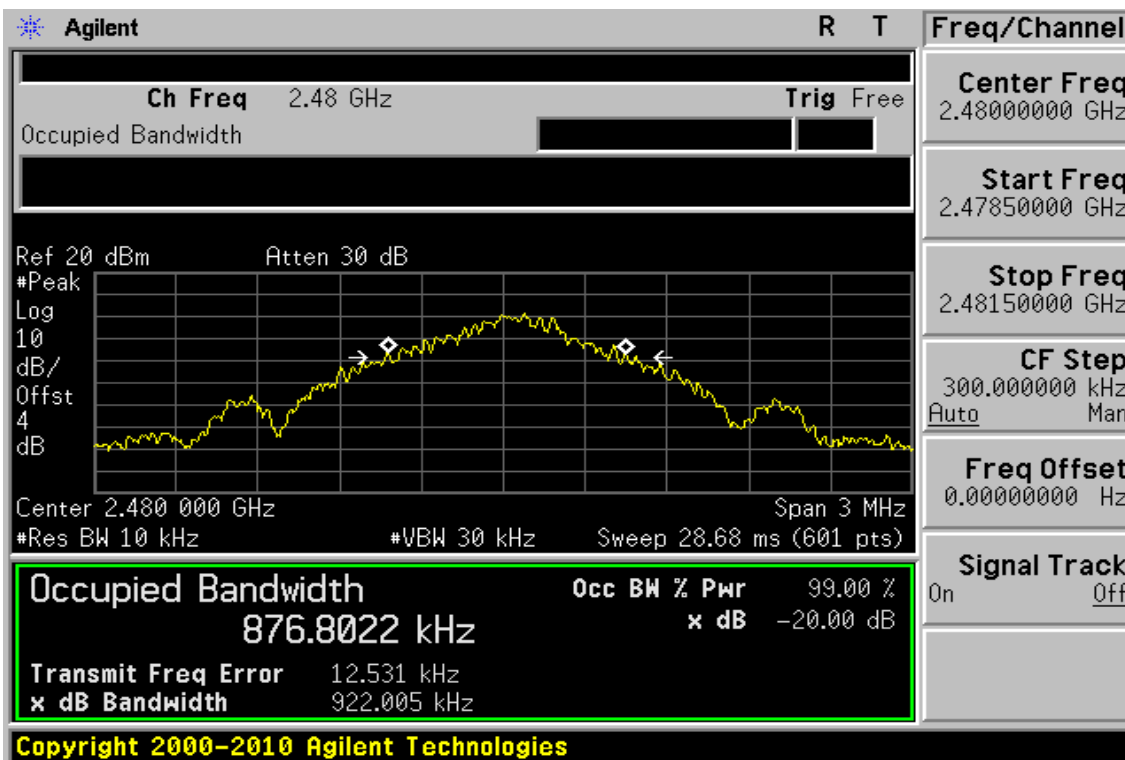 Agilent R T
Ch Freq 2.48 GHz Trig Free
Occupied Bandwidth
Ref 20 dBm Atten 30 dB
#Peak
Log
10
dB/
Offst
4
dB
Center 2.480 000 GHz Span 3 MHz
#Res BW 10 kHz #VBW 30 kHz Sweep 28.68 ms (601 pts)
Occupied Bandwidth
876.8022 kHz
Occ BW % Pwr 99.00 %
x dB -20.00 dB
Transmit Freq Error 12.531 kHz
x dB Bandwidth 922.005 kHz
Copyright 2000-2010 Agilent Technologies
Freq/Channel
Center Freq
2.48000000 GHz
Start Freq
2.47850000 GHz
Stop Freq
2.48150000 GHz
CF Step
300.000000 kHz
Auto Man
Freq Offset
0.00000000 Hz
Signal Track
On Off